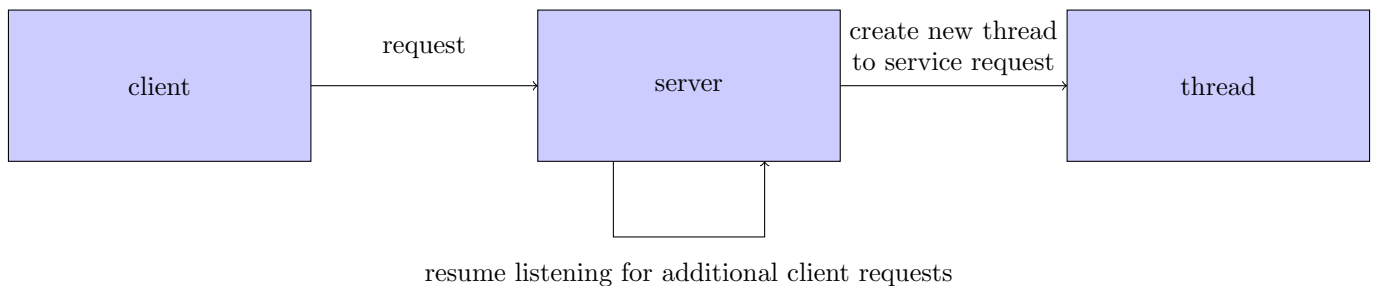 client
request
server
create new thread
to service request
thread
resume listening for additional client requests